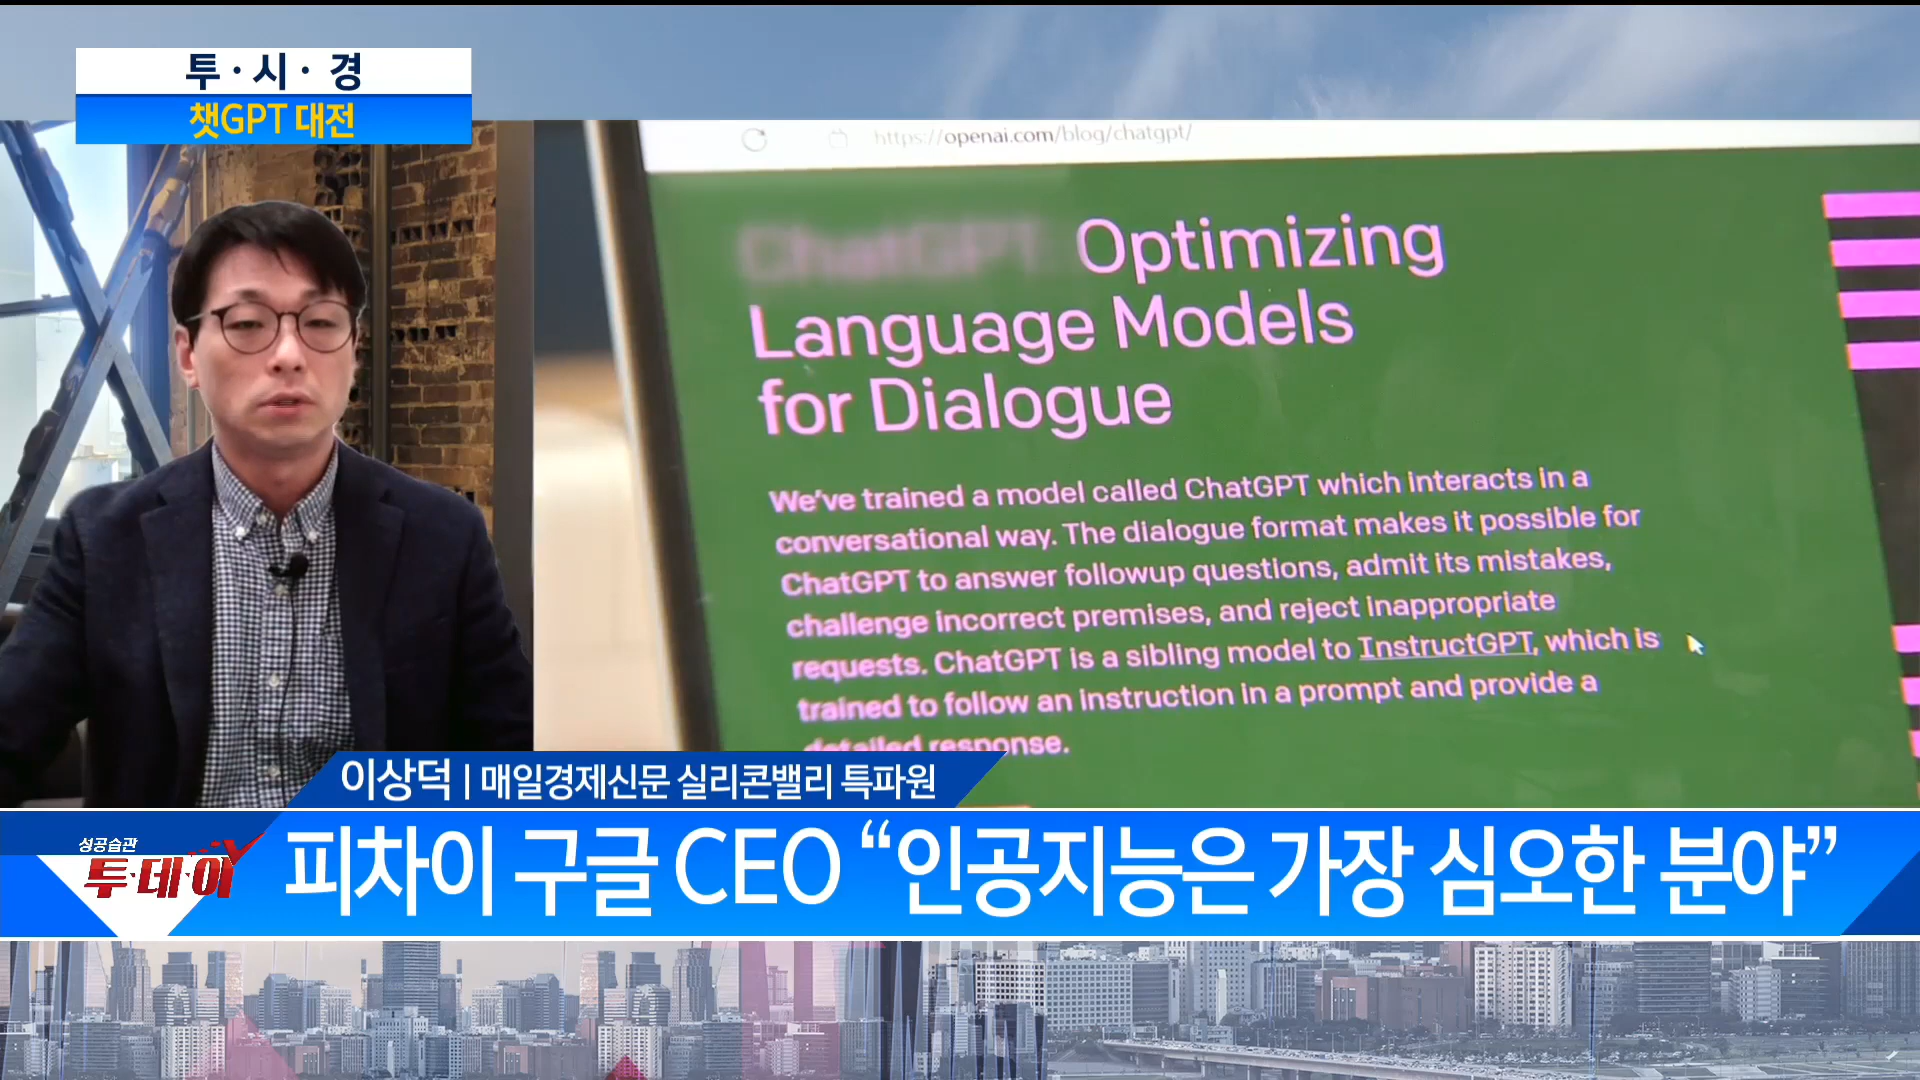 투·시·경
챗GPT 대전
https://openai.com/blog/chatgpt/
Optimizing
Language Models
for Dialogue
We've trained a model called ChatGPT which interacts in a
conversational way. The dialogue format makes it possible for
ChatGPT to answer followup questions, admit its mistakes,
challenge incorrect premises, and reject inappropriate
requests. ChatGPT is a sibling model to InstructGPT, which is
trained to follow an instruction in a prompt and provide a
detailed response.
이상덕 | 매일경제신문 실리콘밸리 특파원
성공습관
투데이
피차이 구글 CEO “인공지능은 가장 심오한 분야”